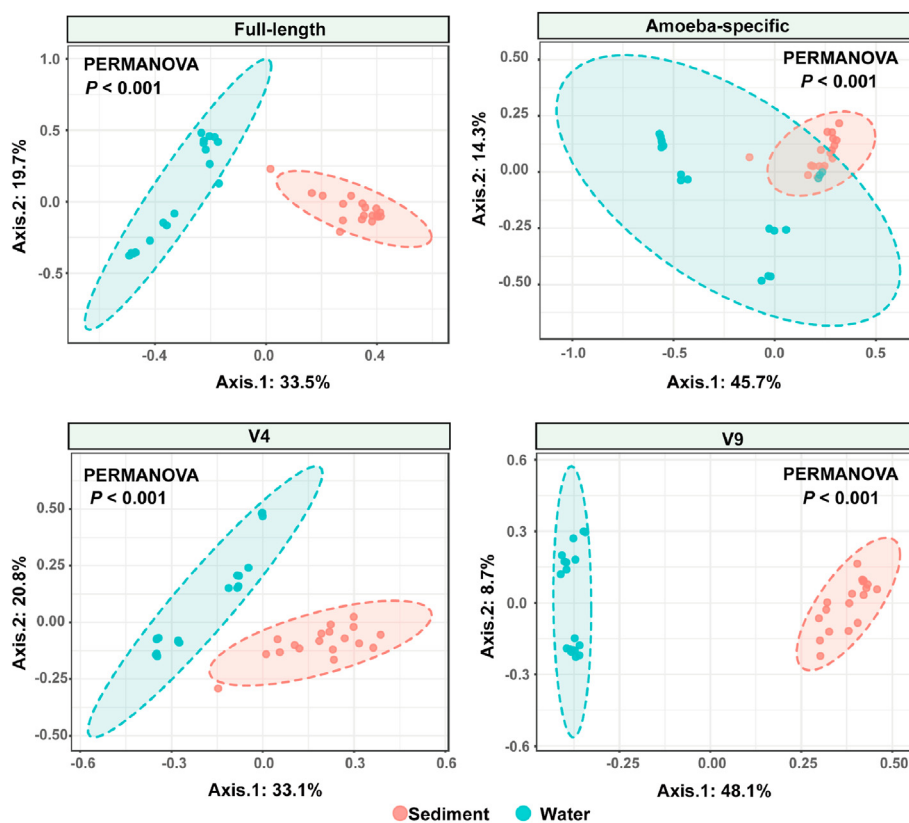 Full-length
PERMANOVA
P < 0.001
1.0
0.5
0.0
-0.5
Axis.2: 19.7%
-0.4
0.0
0.4
Axis.1: 33.5%
Amoeba-specific
PERMANOVA
P < 0.001
0.50
0.25
0.00
-0.25
-0.50
Axis.2: 14.3%
-1.0
-0.5
0.0
0.5
Axis.1: 45.7%
V4
PERMANOVA
P < 0.001
0.50
0.25
0.00
-0.25
-0.50
Axis.2: 20.8%
-0.6
-0.3
0.0
0.3
0.6
Axis.1: 33.1%
V9
PERMANOVA
P < 0.001
0.6
0.3
0.0
-0.3
-0.6
Axis.2: 8.7%
-0.25
0.00
0.25
0.50
Axis.1: 48.1%
Sediment
Water